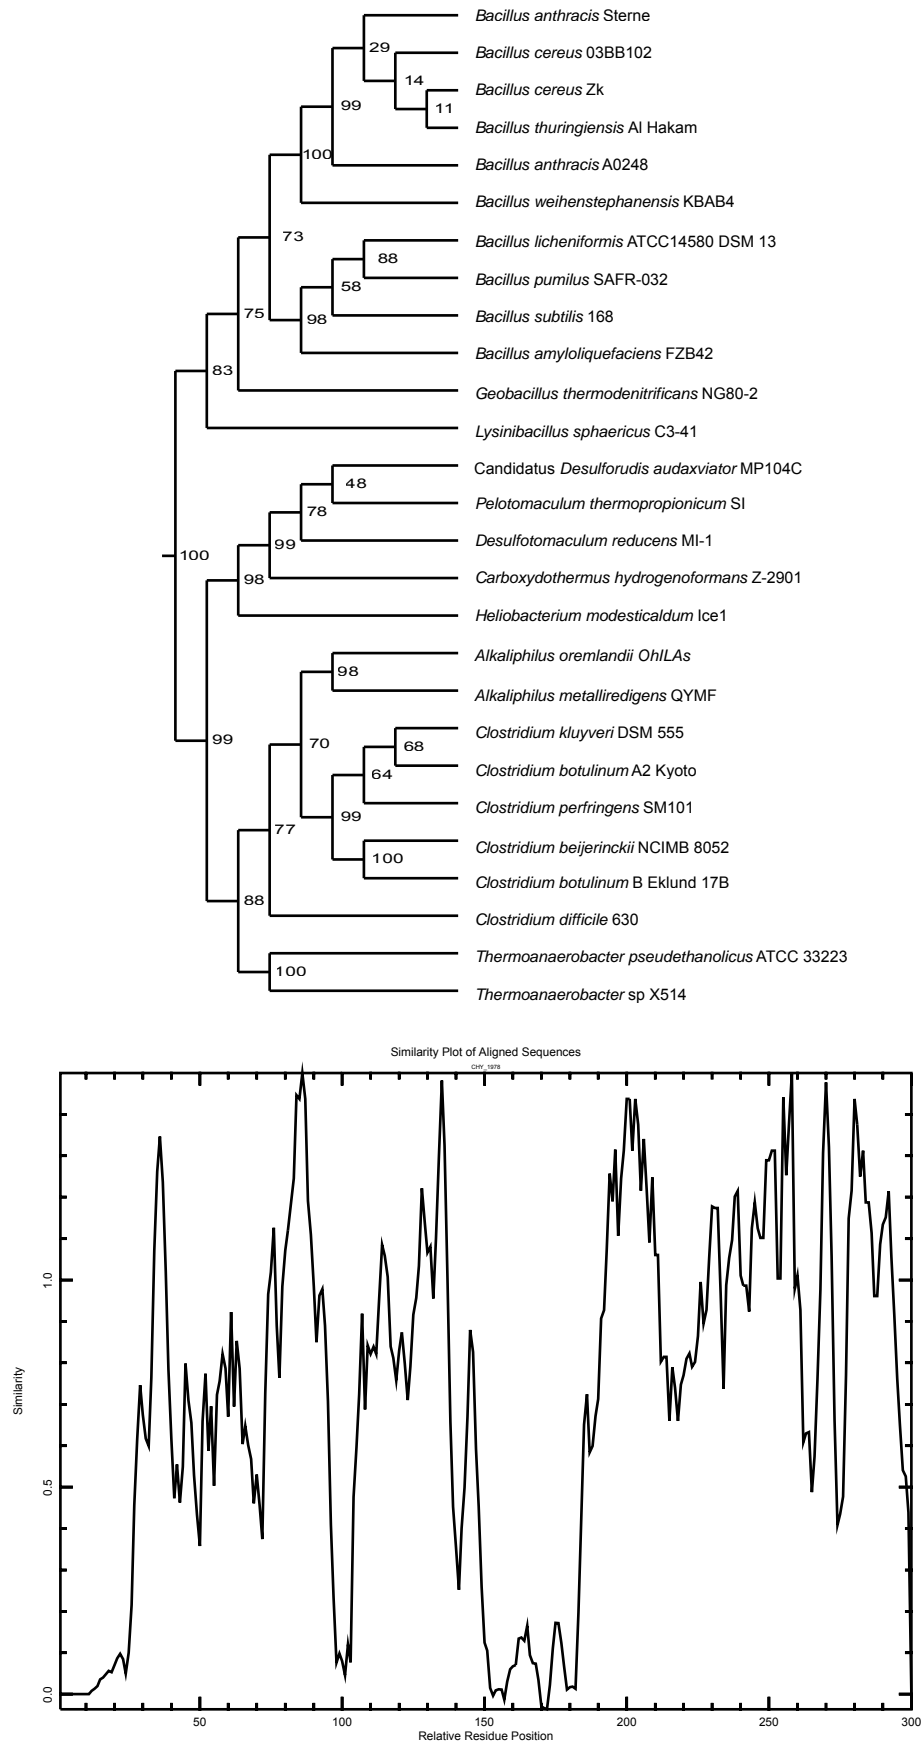 Bacillus anthracis Sterne
29
Bacillus cereus 03BB102
14
Bacillus cereus Zk
11
99
Bacillus thuringiensis Al Hakam
100
Bacillus anthracis A0248
Bacillus weihenstephanensis KBAB4
73
Bacillus licheniformis ATCC14580 DSM 13
88
Bacillus pumilus SAFR-032
58
75
98
Bacillus subtilis 168
Bacillus amyloliquefaciens FZB42
83
Geobacillus thermodenitrificans NG80-2
Lysinibacillus sphaericus C3-41
Candidatus Desulforudis audaxviator MP104C
48
Pelotomaculum thermopropionicum SI
78
Desulfotomaculum reducens MI-1
99
100
98
Carboxydothermus hydrogenoformans Z-2901
Heliobacterium modesticaldum Ice1
Alkaliphilus oremlandii OhILAs
98
Alkaliphilus metalliredigens QYMF
Clostridium kluyveri DSM 555
99
70
68
Clostridium botulinum A2 Kyoto
64
Clostridium perfringens SM101
99
77
Clostridium beijerinckii NCIMB 8052
100
Clostridium botulinum B Eklund 17B
88
Clostridium difficile 630
Thermoanaerobacter pseudethanolicus ATCC 33223
100
Thermoanaerobacter sp X514
Similarity Plot of Aligned Sequences
CHY_1978
1.0
Similarity
0.5
0.0
50 100 150 200 250 300
Relative Residue Position